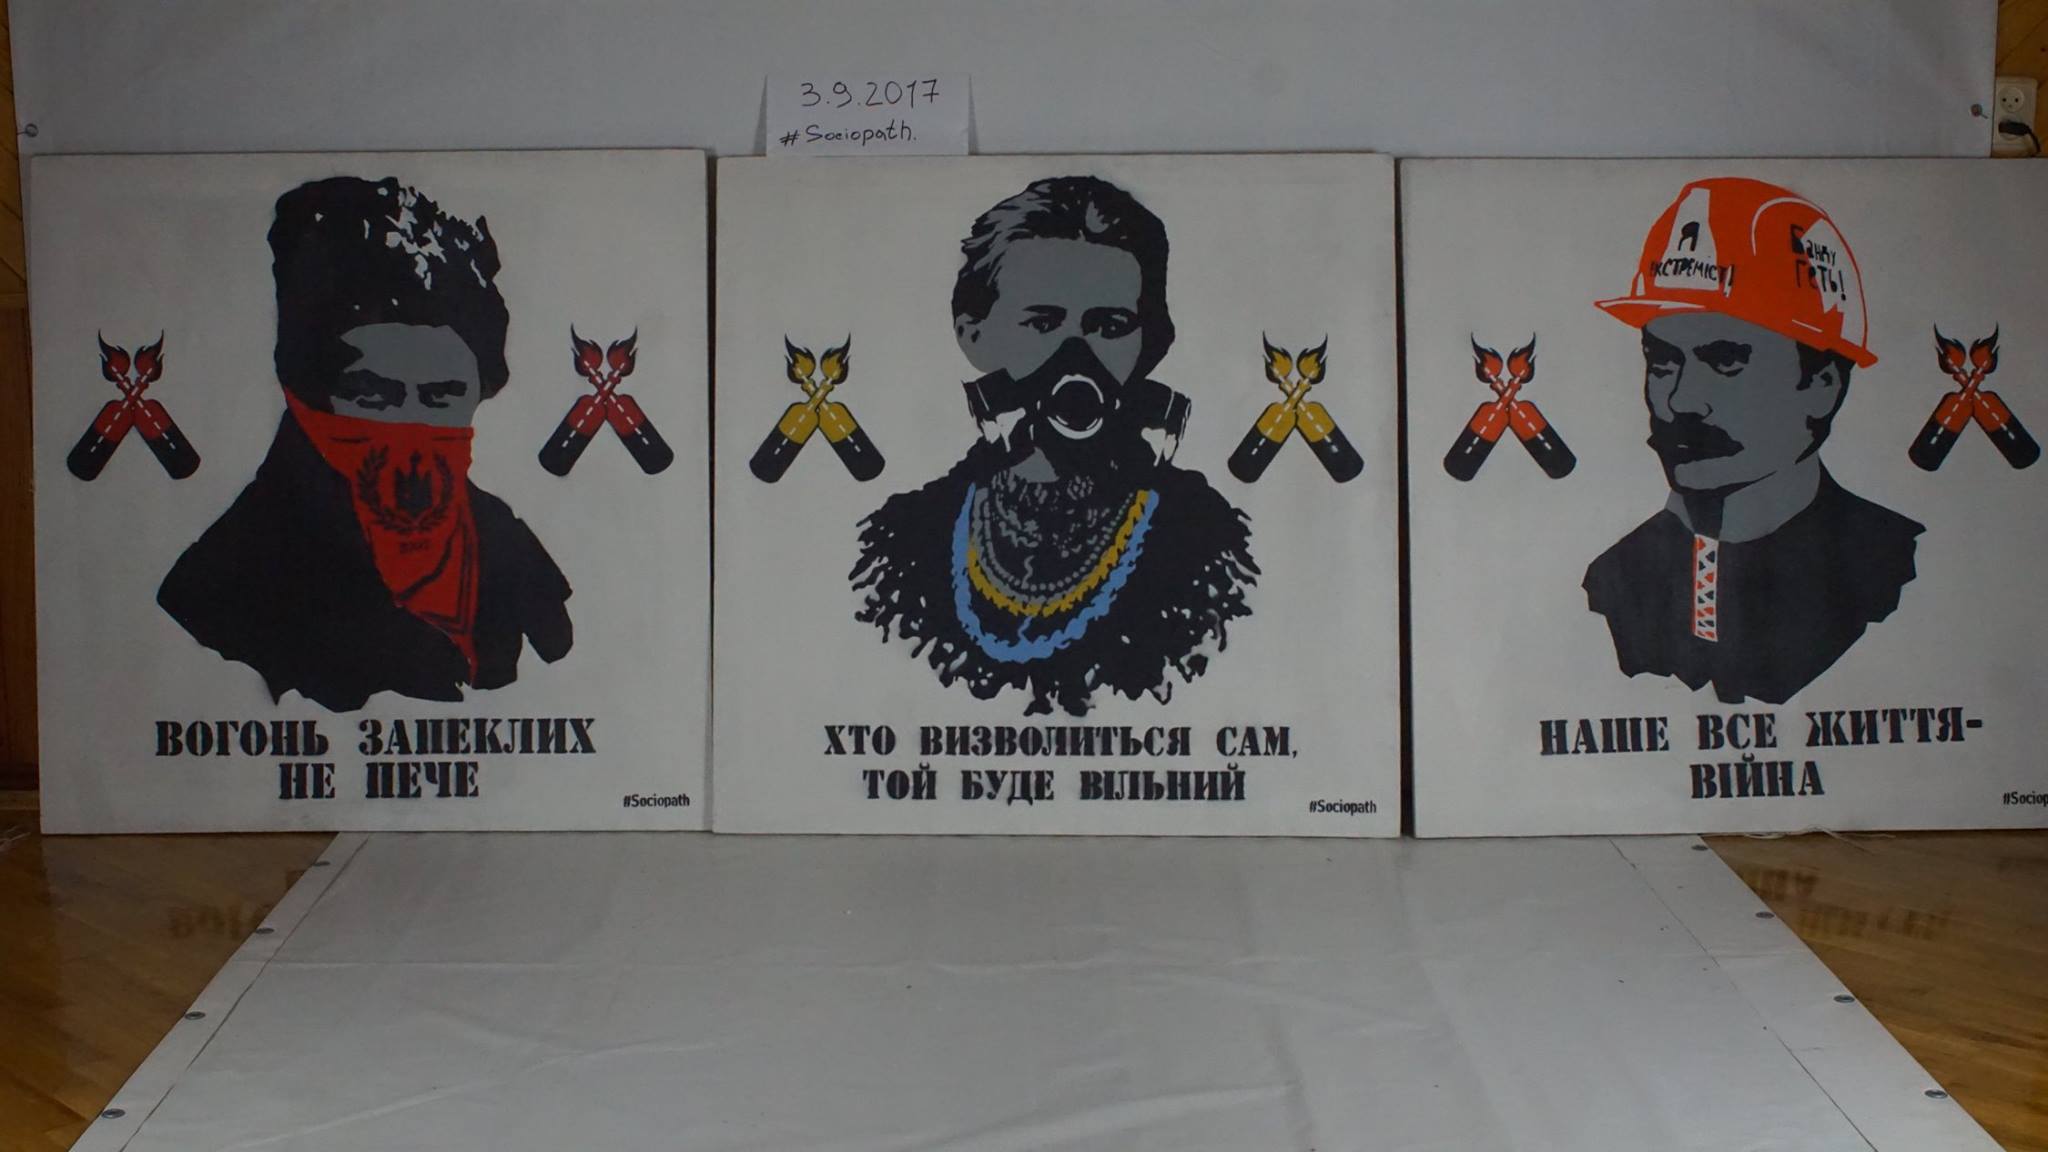 3.9.2017
#Sociopath.
ВОГОНЬ ЗАПЕКЛИХ
НЕ ПЕЧЕ
#Sociopath
ХТО ВИЗВОЛИТЬСЯ САМ,
ТОЙ БУДЕ ВІЛЬНИЙ
#Sociopath
Я
ЕКСТРЕМІСТ!
Банду
Геть!
НАШЕ ВСЕ ЖИТТЯ-
ВІЙНА
#Sociop